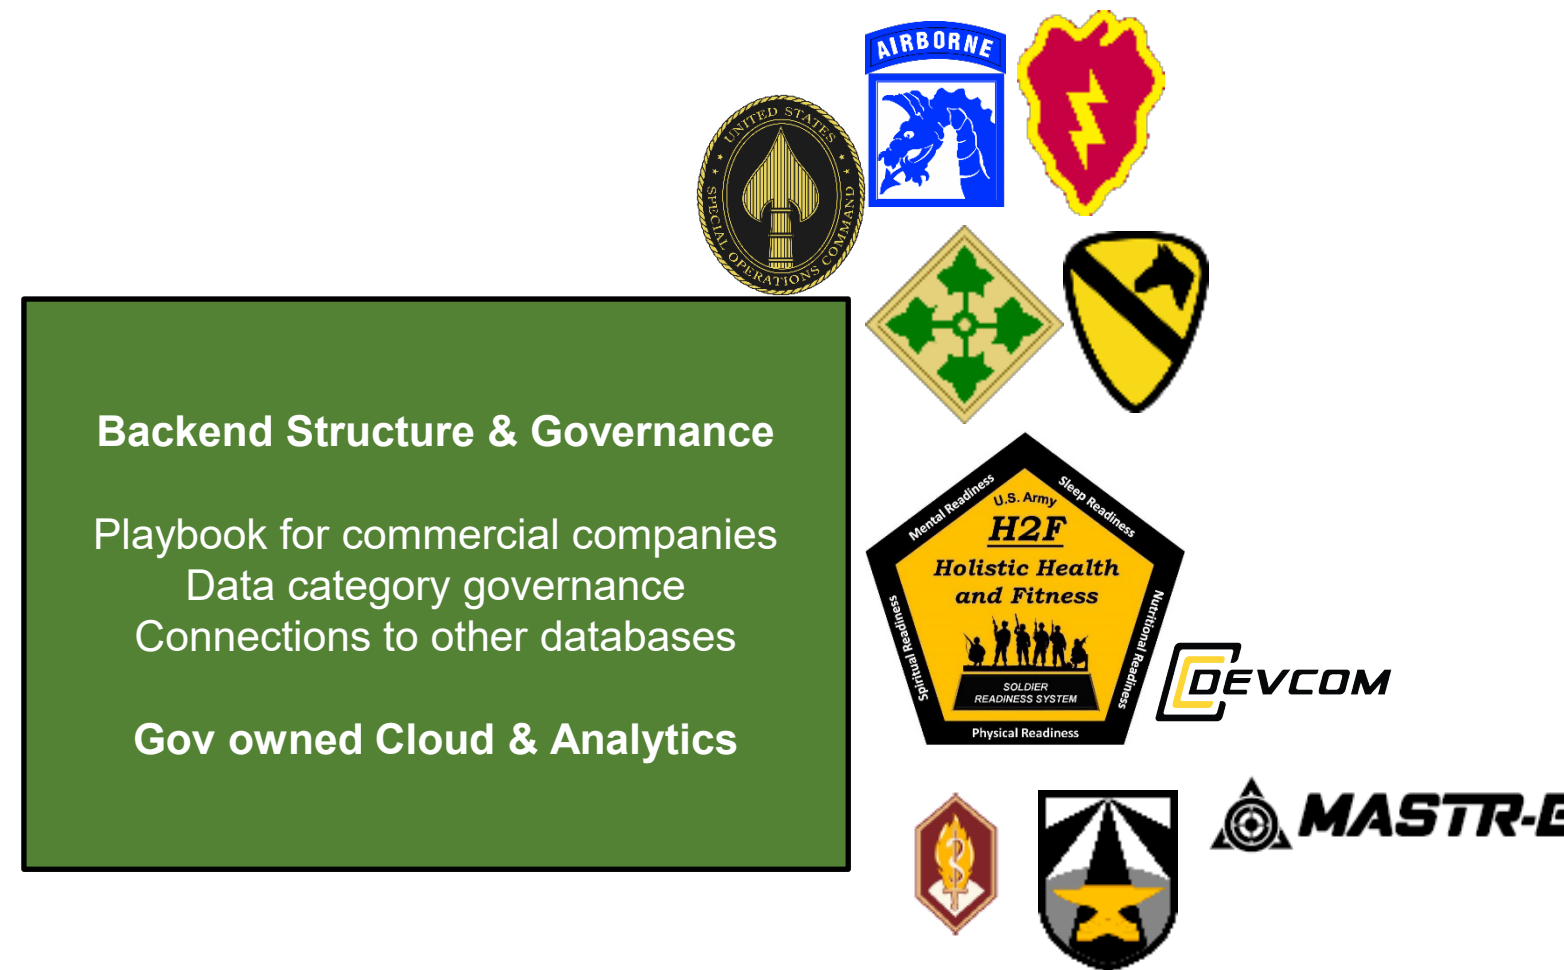 AIRBORNE
UNITED STATES
SPECIAL OPERATIONS COMMAND
Backend Structure & Governance
Playbook for commercial companies
Data category governance
Connections to other databases
Gov owned Cloud & Analytics
Mental Readiness
Sleep Readiness
U.S. Army
H2F
Holistic Health
and Fitness
Spiritual Readiness
Nutritional Readiness
SOLDIER
READINESS SYSTEM
Physical Readiness
DEVCOM
MASTR-E